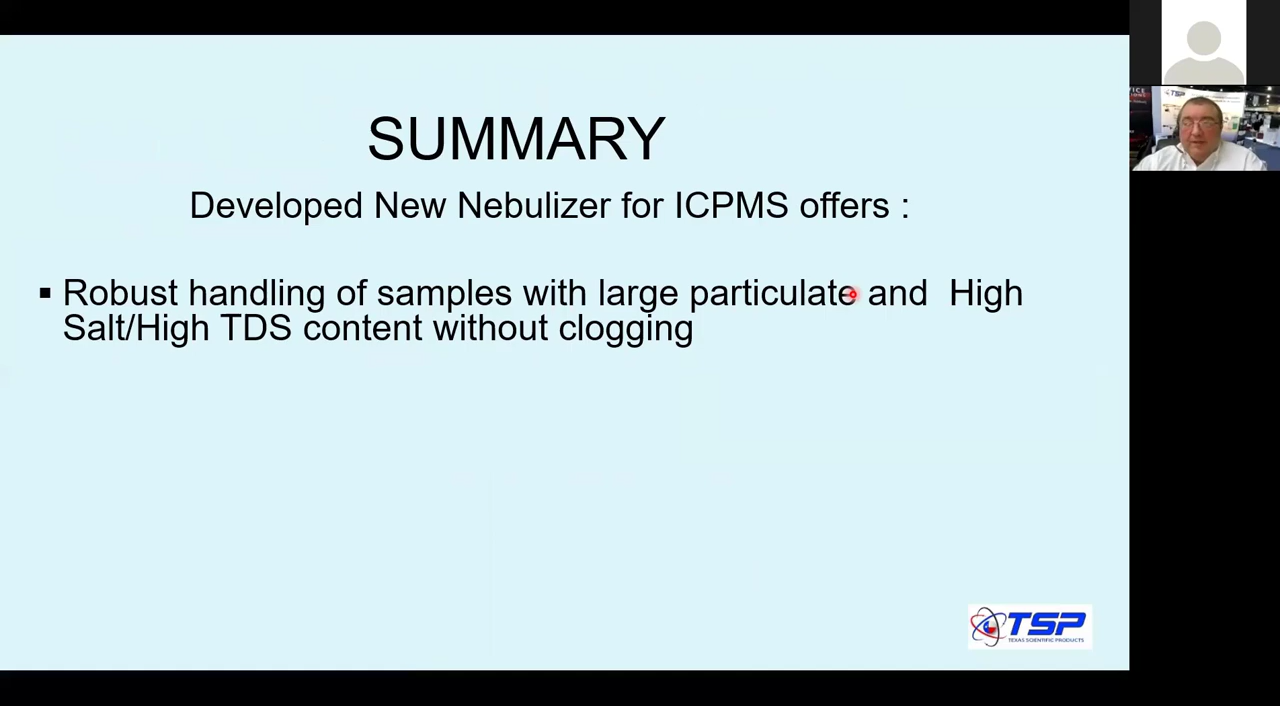 SUMMARY
Developed New Nebulizer for ICPMS offers :
▪ Robust handling of samples with large particulate and High
Salt/High TDS content without clogging
TSP
TEXAS SCIENTIFIC PRODUCTS
TSP